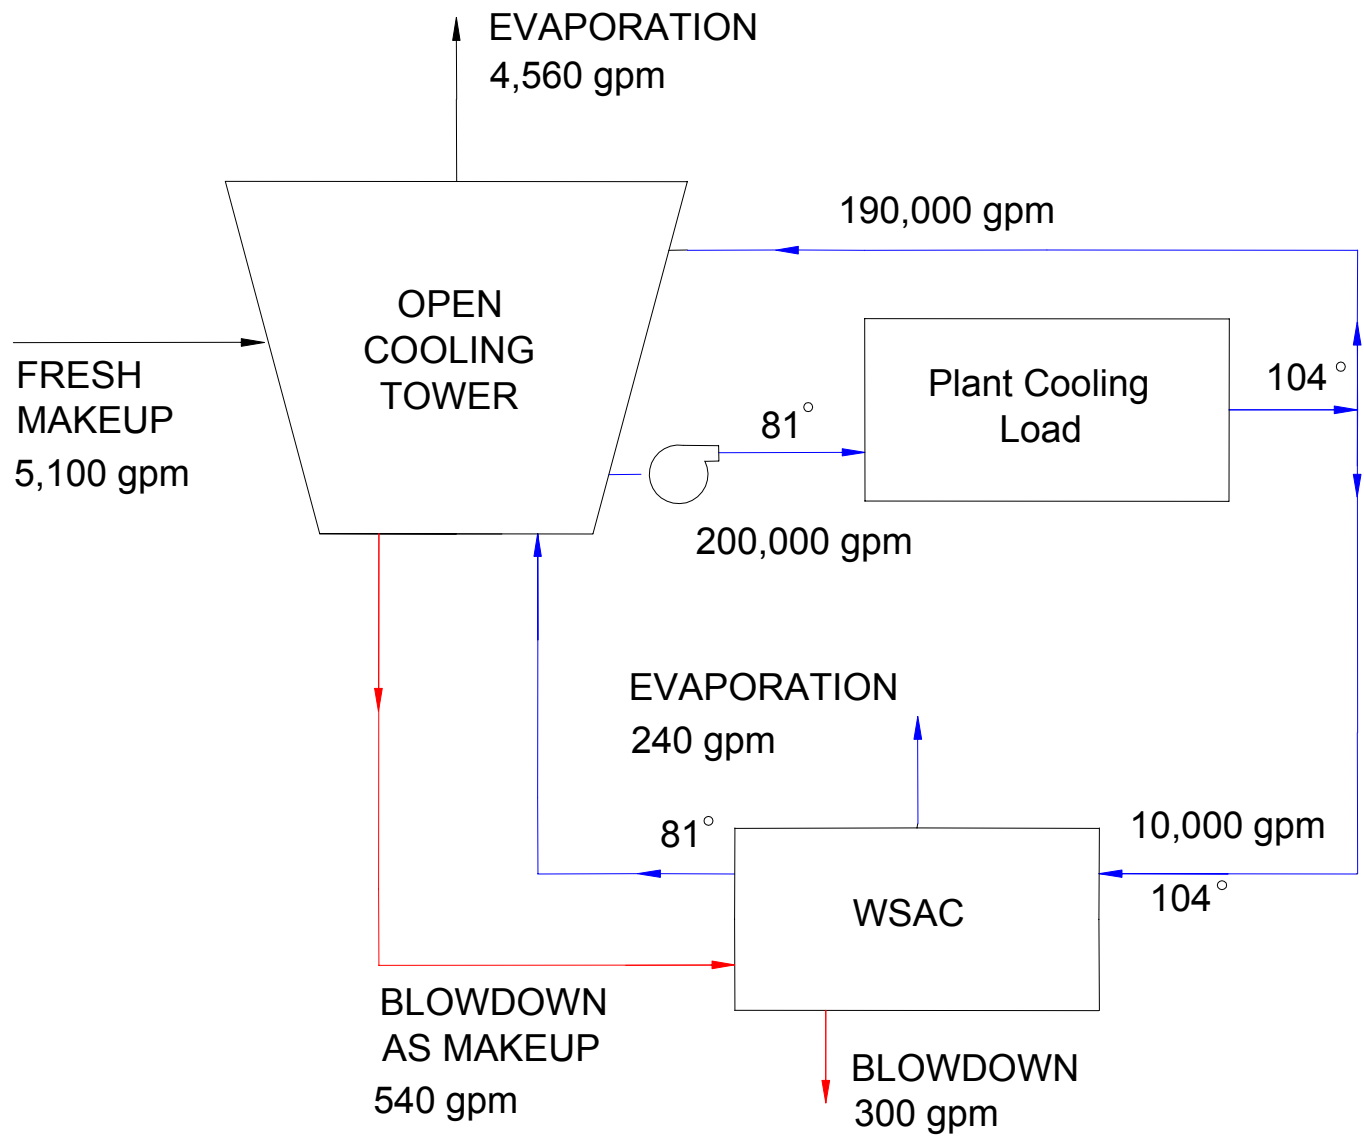 EVAPORATION
4,560 gpm
190,000 gpm
OPEN
COOLING
TOWER
FRESH
MAKEUP
5,100 gpm
Plant Cooling
Load
104°
81°
200,000 gpm
EVAPORATION
240 gpm
81°
10,000 gpm
104°
WSAC
BLOWDOWN
AS MAKEUP
540 gpm
BLOWDOWN
300 gpm